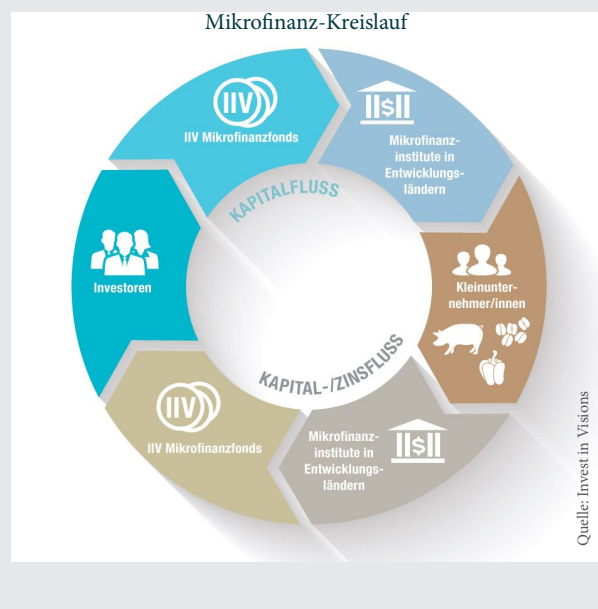 Mikrofinanz-Kreislauf
IIV
IIV Mikrofinanzfonds
$
Mikrofinanz-
institute in
Entwicklungs-
ländern
KAPITALFLUSS
Investoren
Kleinunter-
nehmer/innen
KAPITAL-/ZINSFLUSS
IIV
IIV Mikrofinanzfonds
Mikrofinanz-
institute in
Entwicklungs-
ländern
$
Quelle: Invest in Visions